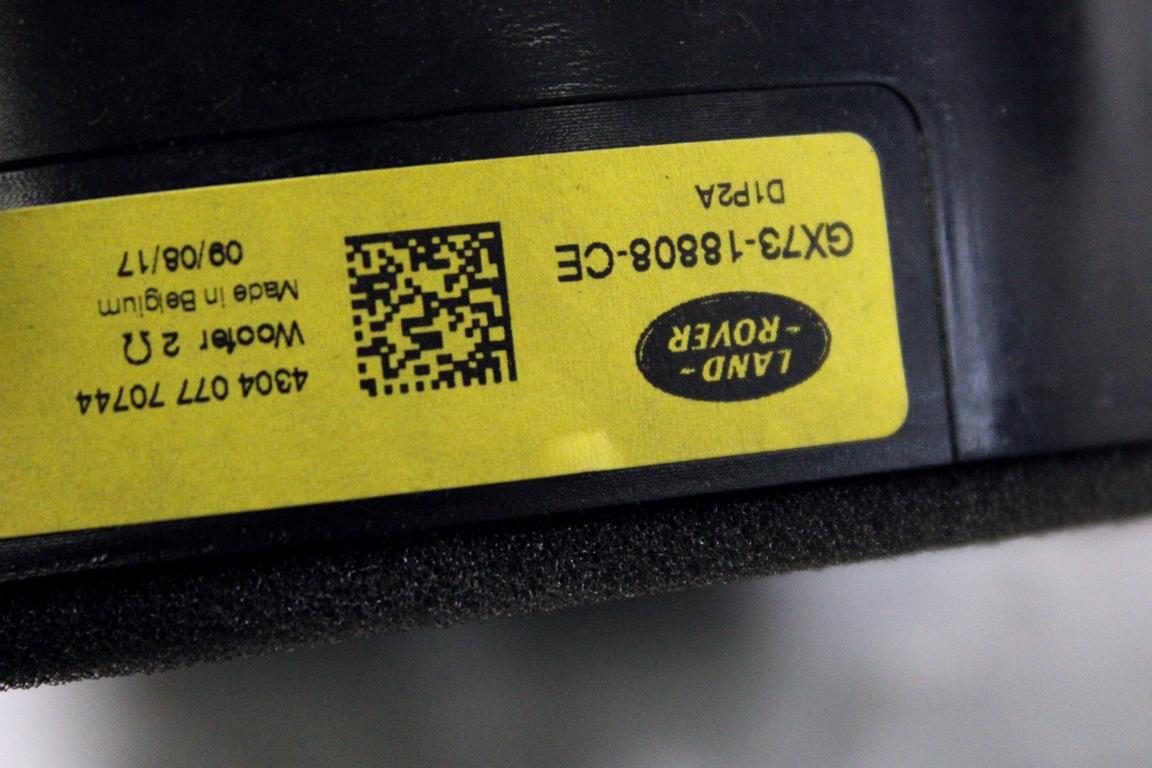 LAND-
-ROVER
GX73-18808-CE
D1P2A
4304 077 70744
Woofer 2 Ω
Made in Belgium
09/08/17